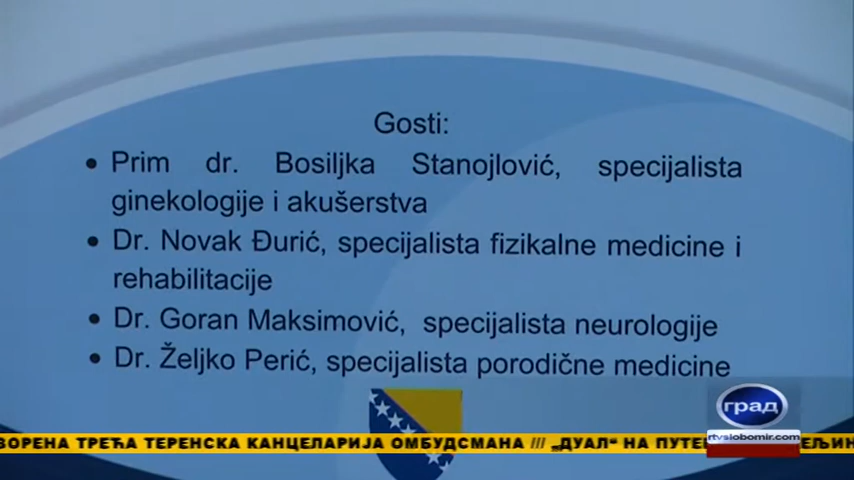 Gosti:
• Prim dr. Bosiljka Stanojlović, specijalista
ginekologije i akušerstva
• Dr. Novak Đurić, specijalista fizikalne medicine i
rehabilitacije
• Dr. Goran Maksimović, specijalista neurologije
• Dr. Željko Perić, specijalista porodične medicine
град
rtvslobomir.com
ВОРЕНА ТРЕЋА ТЕРЕНСКА КАНЦЕЛАРИЈА ОМБУДСМАНА /// „ДУАЛ“ НА